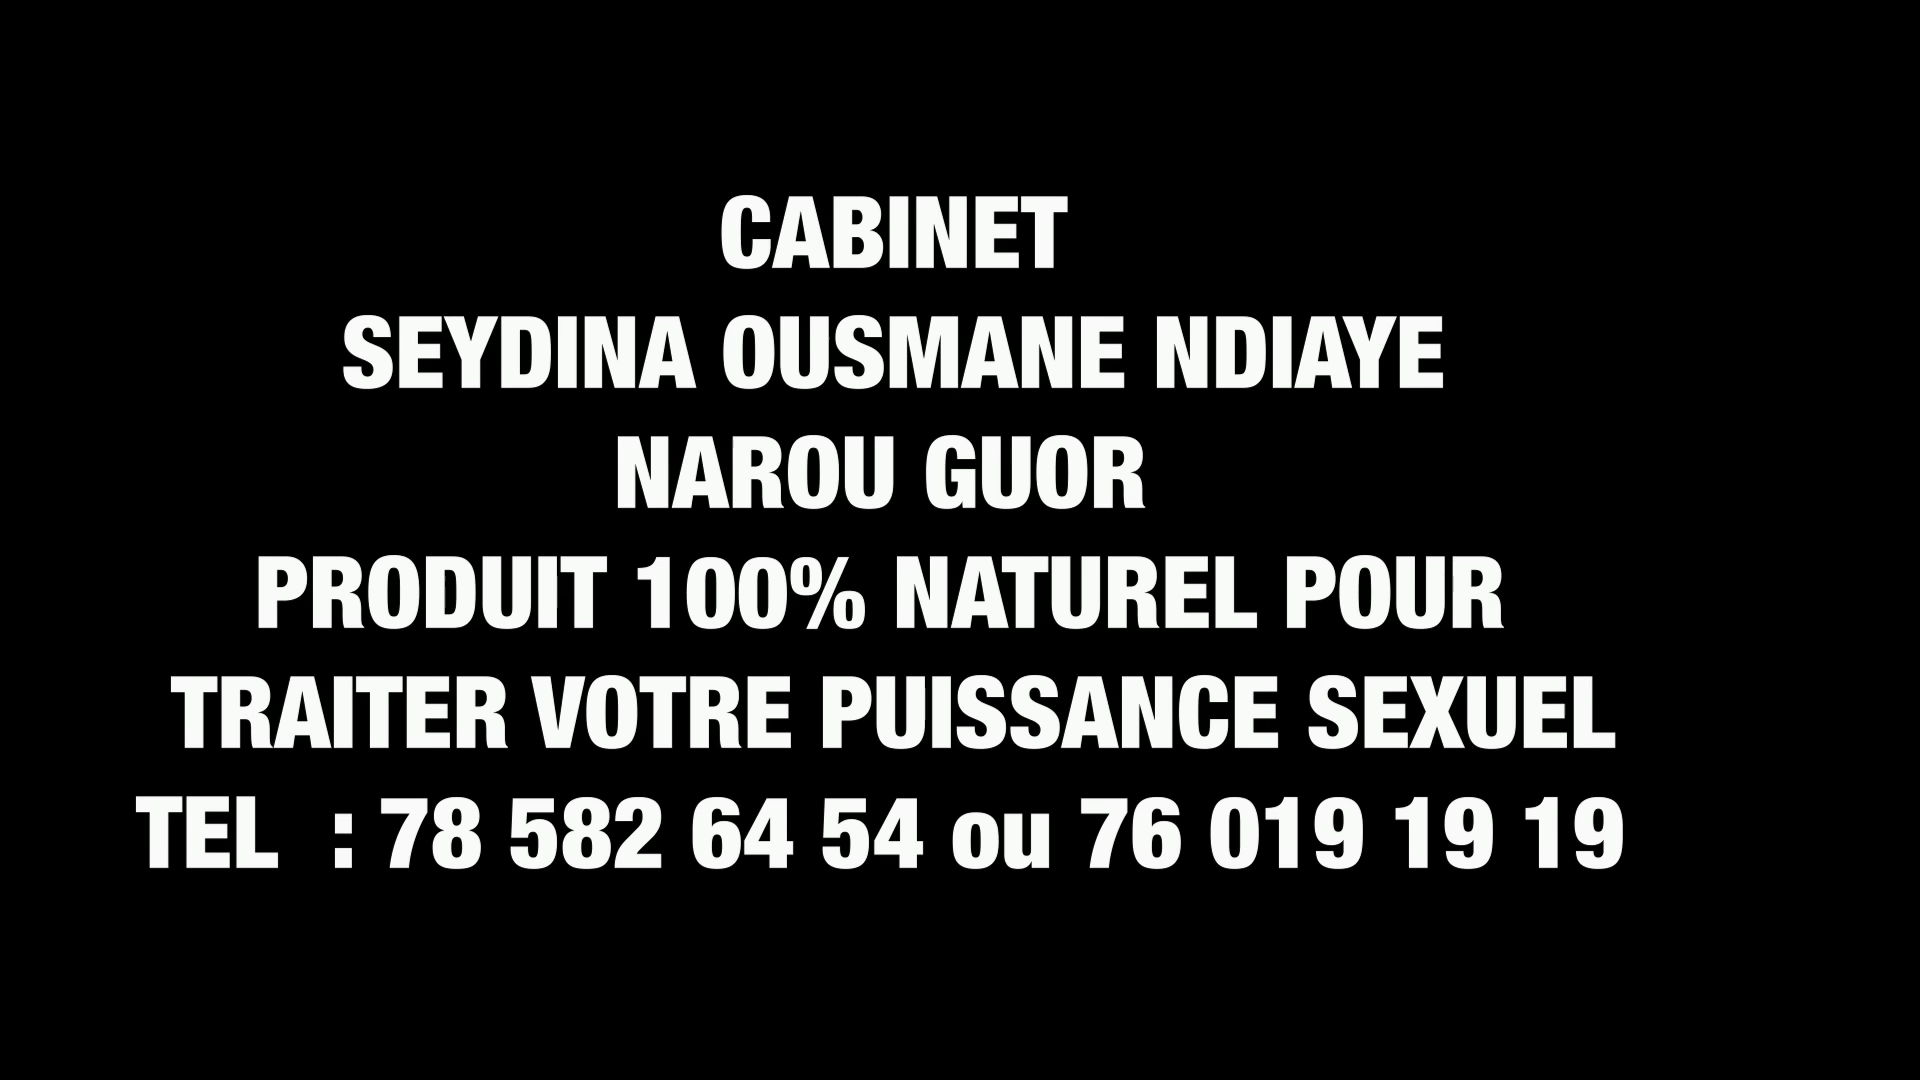 CABINET
SEYDINA OUSMANE NDIAYE
NAROU GUOR
PRODUIT 100% NATUREL POUR
TRAITER VOTRE PUISSANCE SEXUEL
TEL : 78 582 64 54 ou 76 019 19 19